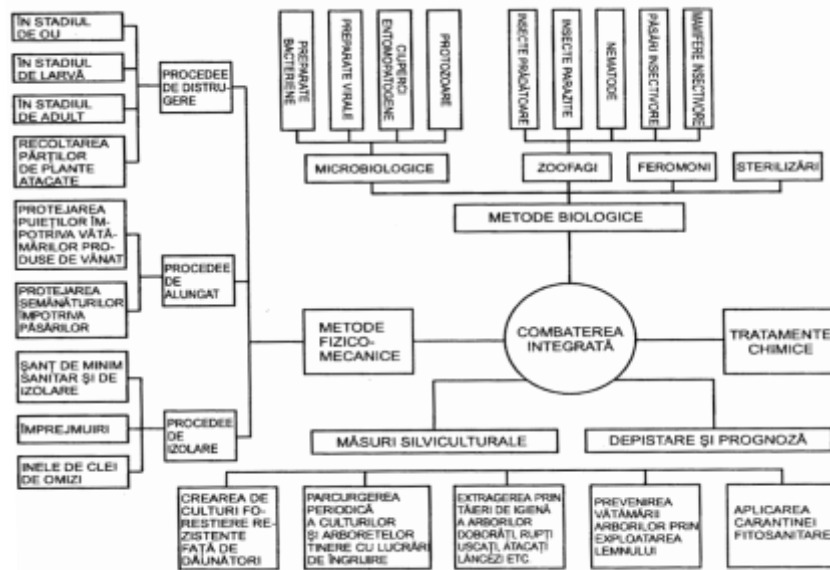 ÎN STADIUL
DE OU
ÎN STADIUL
DE LARVĂ
ÎN STADIUL
DE ADULT
RECOLTAREA
PĂRȚILOR
DE PLANTE
ATACATE
PROCEDEE
DE DISTRUGERE
PROTEJAREA
PUIEȚILOR ÎM-
POTRIVA VĂTĂ-
MĂRILOR PRO-
DUSE DE VÂNAT
PROTEJAREA
SEMĂNĂTURILOR
ÎMPOTRIVA
PĂSĂRILOR
PROCEDEE
DE
ALUNGAT
ȘANȚ DE MINIM
SANITAR ȘI DE
IZOLARE
ÎMPREJMUIRI
INELE DE CLEI
DE OMIZI
PROCEDEE
DE
IZOLARE
PREPARATE
BACTERIENE
PREPARATE VIRALE
CIUPERCI
ENTOMOPATOGENE
PROTOZOARE
INSECTE PRĂDĂTOARE
INSECTE PARAZITE
NEMATODE
PĂSĂRI INSECTIVORE
MAMIFERE INSECTIVORE
MICROBIOLOGICE
ZOOFAGI
FEROMONI
STERILIZĂRI
METODE BIOLOGICE
METODE
FIZICO-
MECANICE
COMBATEREA
INTEGRATĂ
TRATAMENTE
CHIMICE
MĂSURI SILVICULTURALE
DEPISTARE ȘI PROGNOZĂ
CREAREA DE
CULTURI FO-
RESTIERE RE-
ZISTENTE
FAȚĂ DE
DĂUNĂTORI
PARCURGEREA
PERIODICĂ
A CULTURILOR
ȘI ARBORETELOR
TINERE CU LUCRĂRI
DE ÎNGRIJIRE
EXTRAGEREA PRIN
TĂIERI DE IGIENĂ
A ARBORILOR
DOBORÂȚI, RUPȚI
USCAȚI, ATACAȚI
LÂNCEZI ETC
PREVENIREA
VĂTĂMĂRII
ARBORILOR PRIN
EXPLOATAREA
LEMNULUI
APLICAREA
CARANTINEI
FITOSANITARE